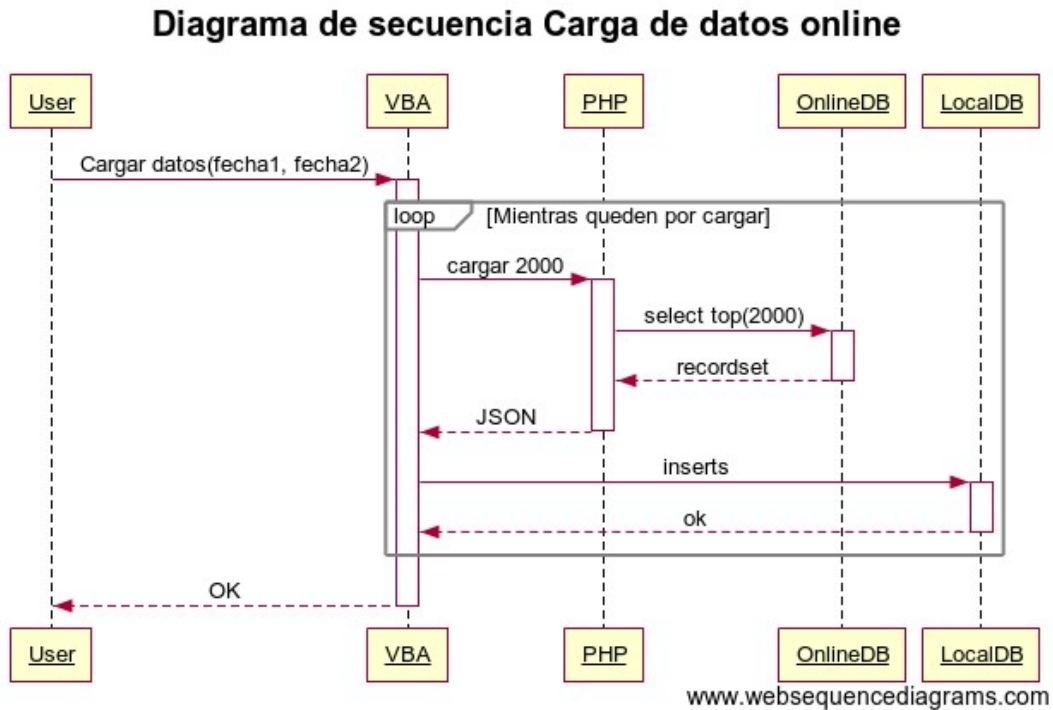 Diagrama de secuencia Carga de datos online
User VBA PHP OnlineDB LocalDB
Cargar datos(fecha1, fecha2)
loop [Mientras queden por cargar]
cargar 2000
select top(2000)
recordset
JSON
inserts
ok
OK
User VBA PHP OnlineDB LocalDB
www.websequencediagrams.com